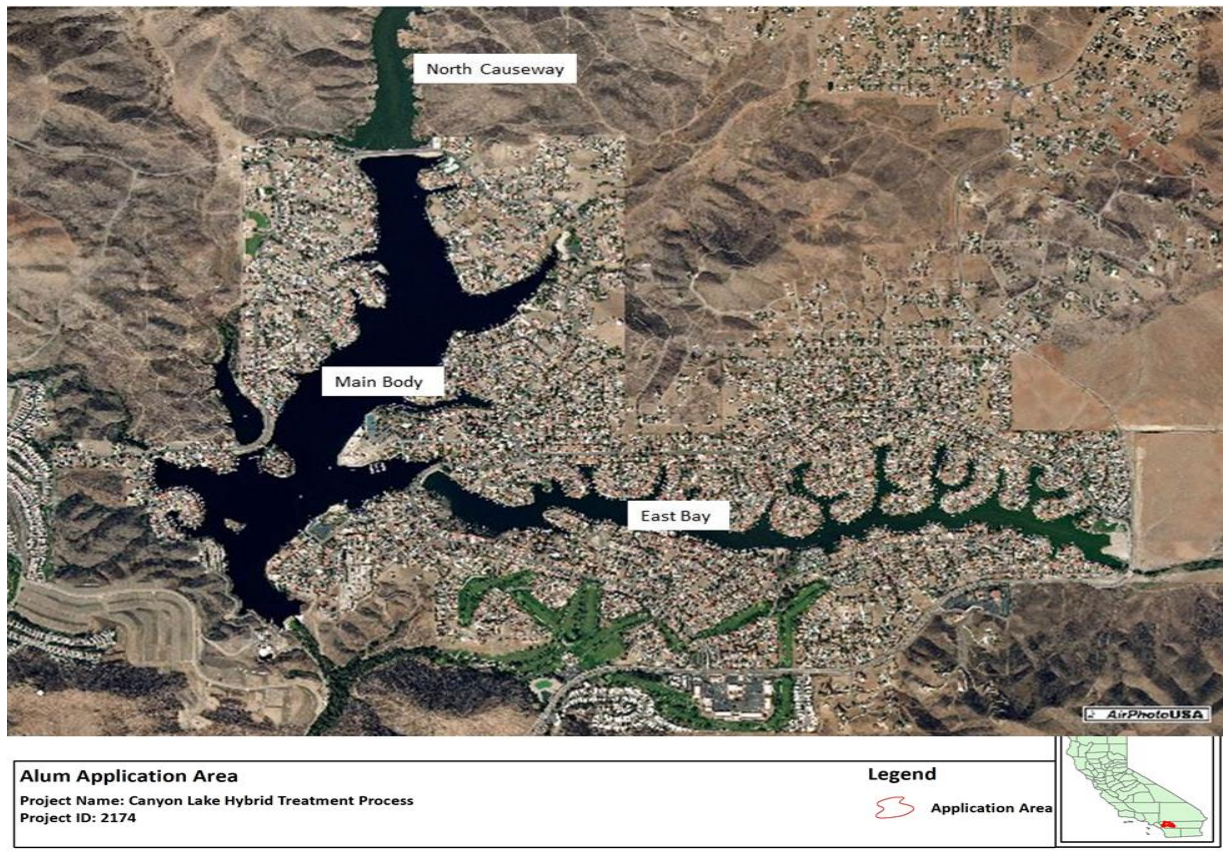 North Causeway
Main Body
East Bay
AirPhotoUSA
Alum Application Area
Project Name: Canyon Lake Hybrid Treatment Process
Project ID: 2174
Legend
Application Area